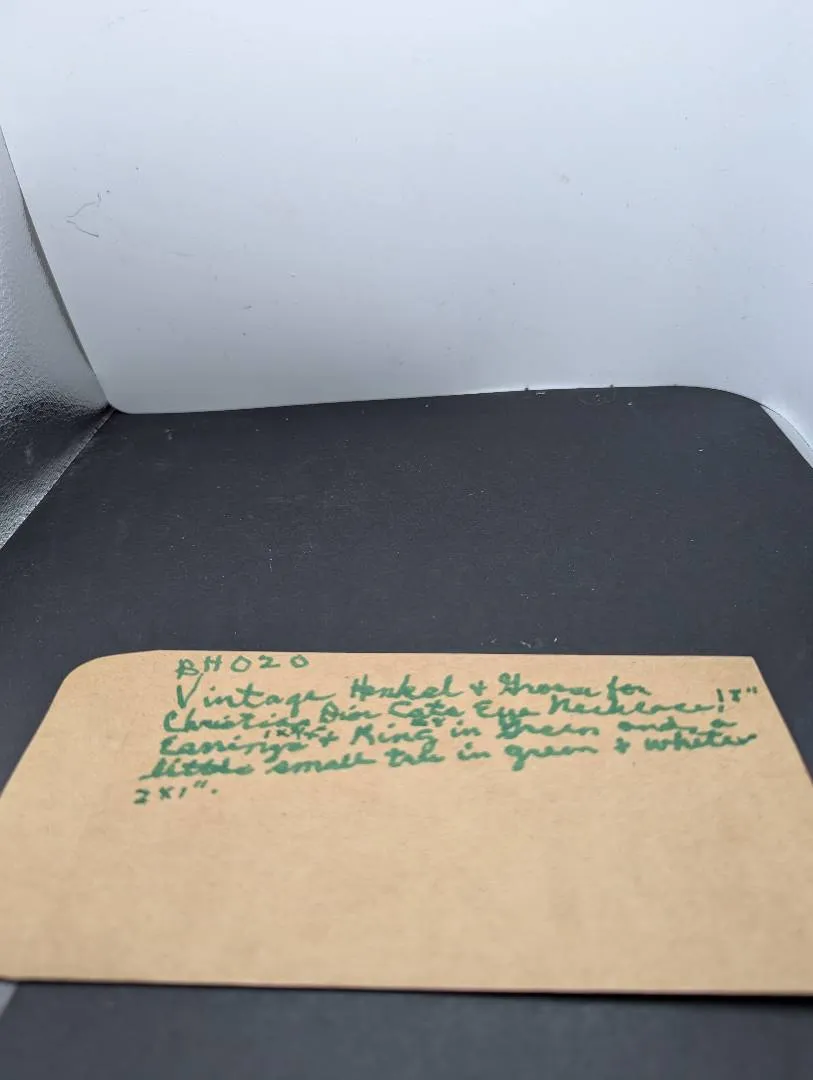 BH020
Vintage Henkel + Grosse for
Christian Dior Cats Eye Necklace,
Earrings + Ring in Green and a
little small in green & white
2x1".